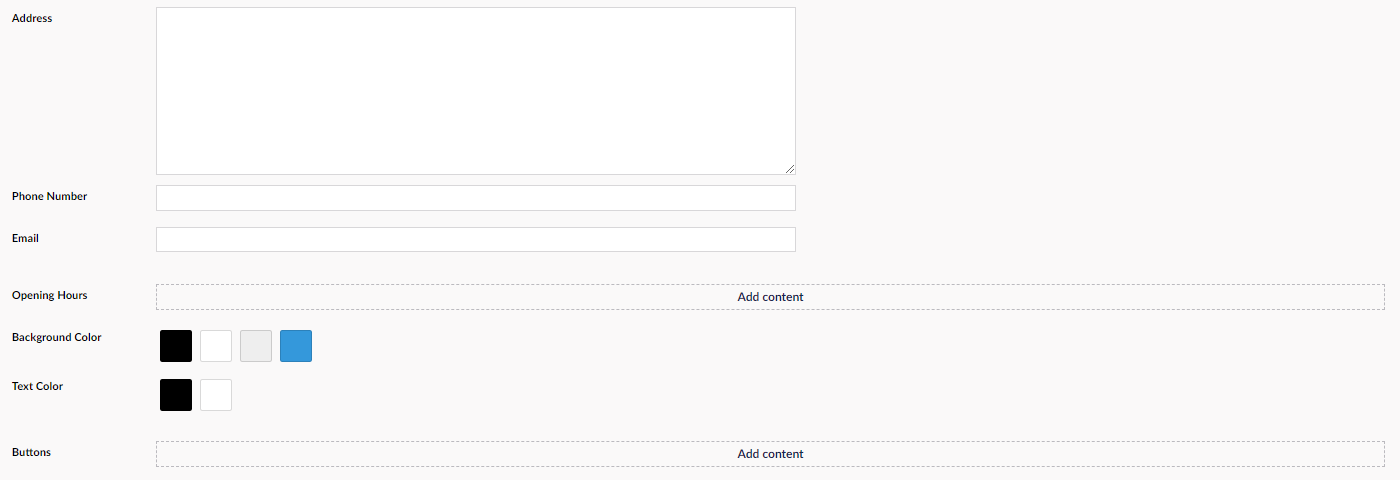 Address
Phone Number
Email
Opening Hours
Add content
Background Color
Text Color
Buttons
Add content